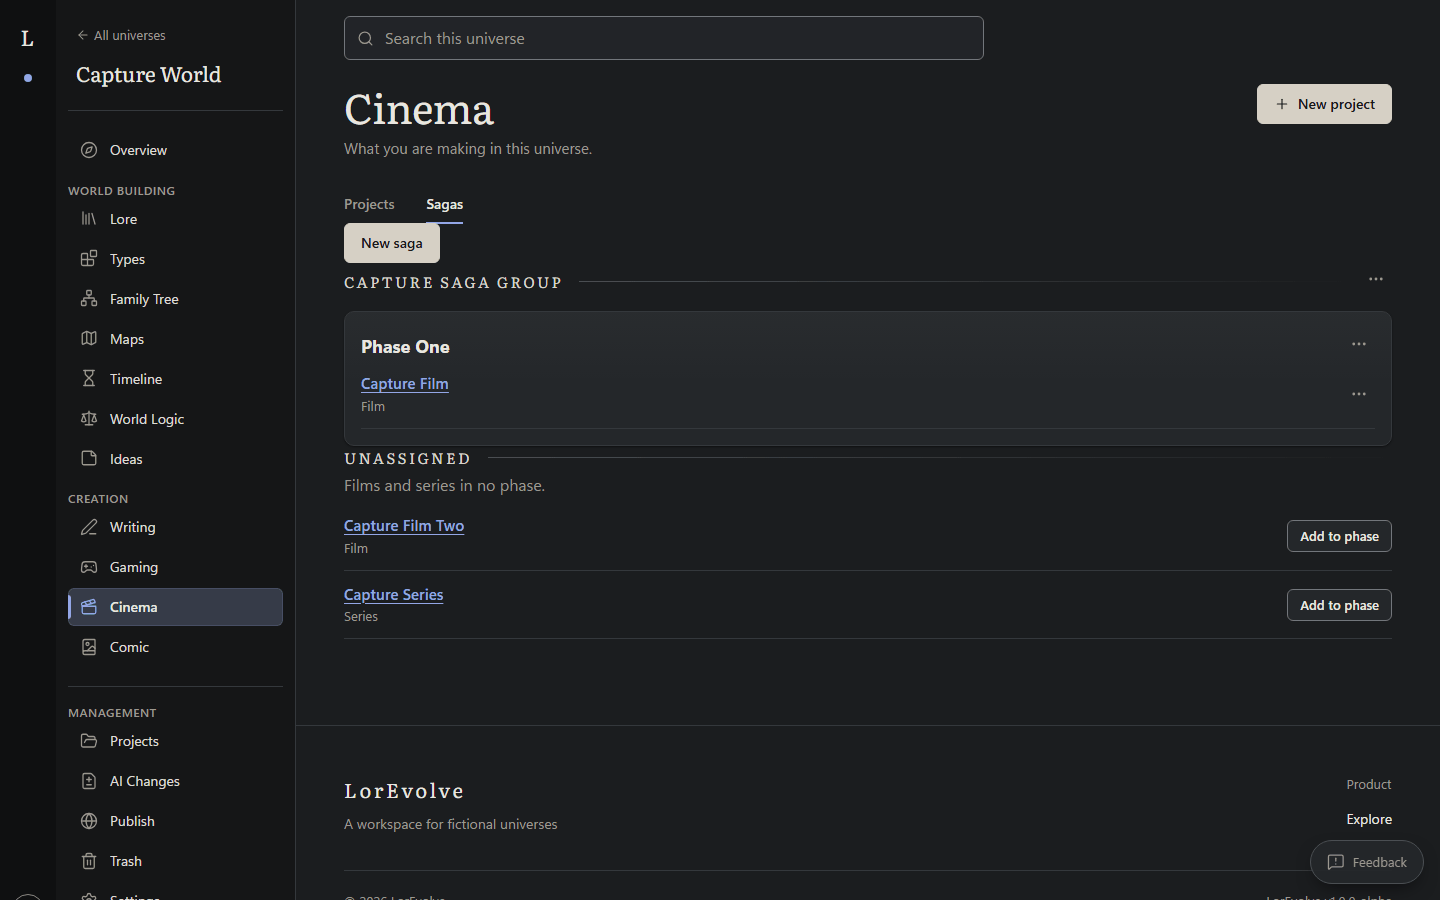 L
All universes
Capture World
Overview
WORLD BUILDING
Lore
Types
Family Tree
Maps
Timeline
World Logic
Ideas
CREATION
Writing
Gaming
Cinema
Comic
MANAGEMENT
Projects
AI Changes
Publish
Trash
Settings
Search this universe
Cinema
New project
What you are making in this universe.
Projects
Sagas
New saga
CAPTURE SAGA GROUP
Phase One
Capture Film
Film
UNASSIGNED
Films and series in no phase.
Capture Film Two
Film
Add to phase
Capture Series
Series
Add to phase
LorEvolve
A workspace for fictional universes
Product
Explore
Feedback
© 2026 LorEvolve